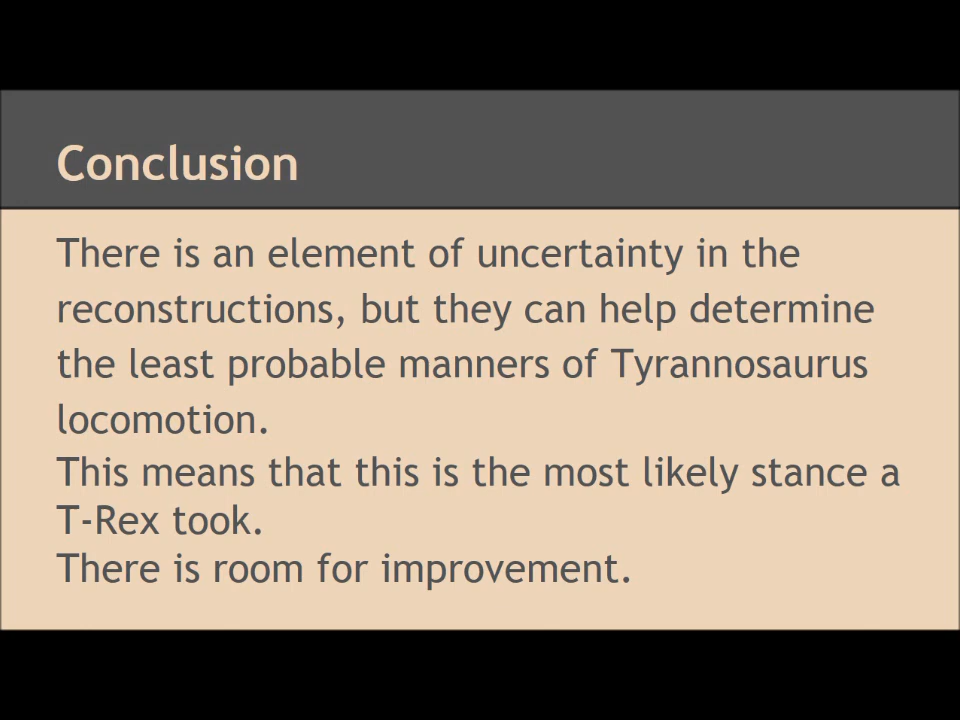 Conclusion
There is an element of uncertainty in the
reconstructions, but they can help determine
the least probable manners of Tyrannosaurus
locomotion.
This means that this is the most likely stance a
T-Rex took.
There is room for improvement.